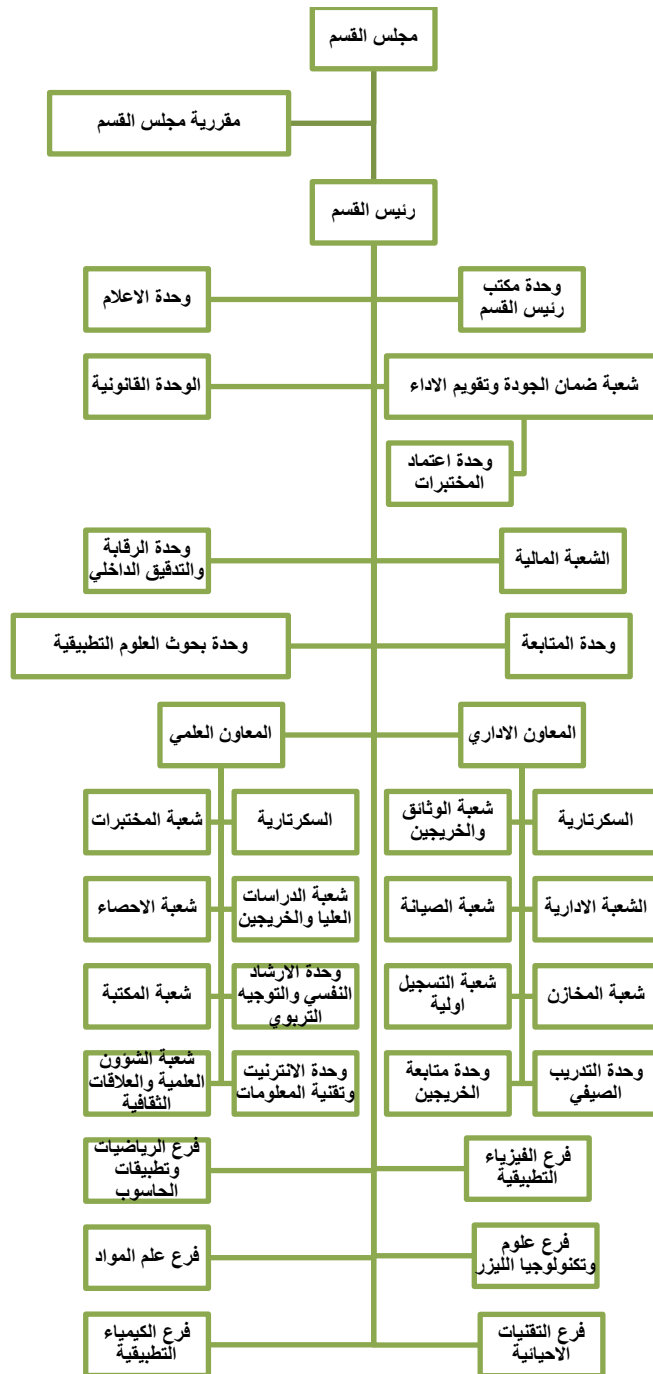 مجلس القسم
مقررية مجلس القسم
رئيس القسم
وحدة مكتب
رئيس القسم
وحدة الاعلام
شعبة ضمان الجودة وتقويم الاداء
الوحدة القانونية
وحدة اعتماد
المختبرات
الشعبة المالية
وحدة الرقابة
والتدقيق الداخلي
وحدة المتابعة
وحدة بحوث العلوم التطبيقية
المعاون الاداري
المعاون العلمي
السكرتارية
شعبة الوثائق
والخريجين
السكرتارية
شعبة المختبرات
الشعبة الادارية
شعبة الصيانة
شعبة الدراسات
العليا والخريجين
شعبة الاحصاء
شعبة المخازن
شعبة التسجيل
اولية
وحدة الارشاد
النفسي والتوجيه
التربوي
شعبة المكتبة
وحدة التدريب
الصيفي
وحدة متابعة
الخريجين
وحدة الانترنيت
وتقنية المعلومات
شعبة الشؤون
العلمية والعلاقات
الثقافية
فرع الفيزياء
التطبيقية
فرع الرياضيات
وتطبيقات
الحاسوب
فرع علوم
وتكنولوجيا الليزر
فرع علم المواد
فرع التقنيات
الاحيائية
فرع الكيمياء
التطبيقية